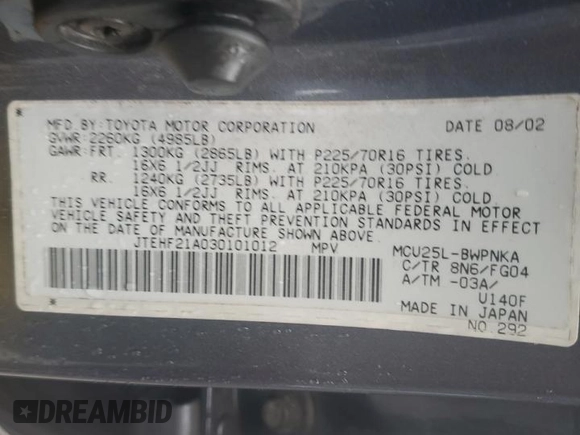 MFD BY: TOYOTA MOTOR CORPORATION DATE 08/02
GVWR: 2260KG (4985LB)
GAWR: FRT. 1300KG (2865LB) WITH P225/70R16 TIRES.
16X6 1/2JJ RIMS. AT 210KPA (30PSI) COLD
RR. 1240KG (2735LB) WITH P225/70R16 TIRES.
16X6 1/2JJ RIMS. AT 210KPA (30PSI) COLD
THIS VEHICLE CONFORMS TO ALL APPLICABLE FEDERAL MOTOR
VEHICLE SAFETY AND THEFT PREVENTION STANDARDS IN EFFECT
ON THE DATE OF MANUFACTURE SHOWN ABOVE.
JTEHF21A030101012 MPV MCU25L-BWPNKA
C/TR 8N6/FG04
A/TM -03A/
U140F
MADE IN JAPAN
NO.292
DREAMBID